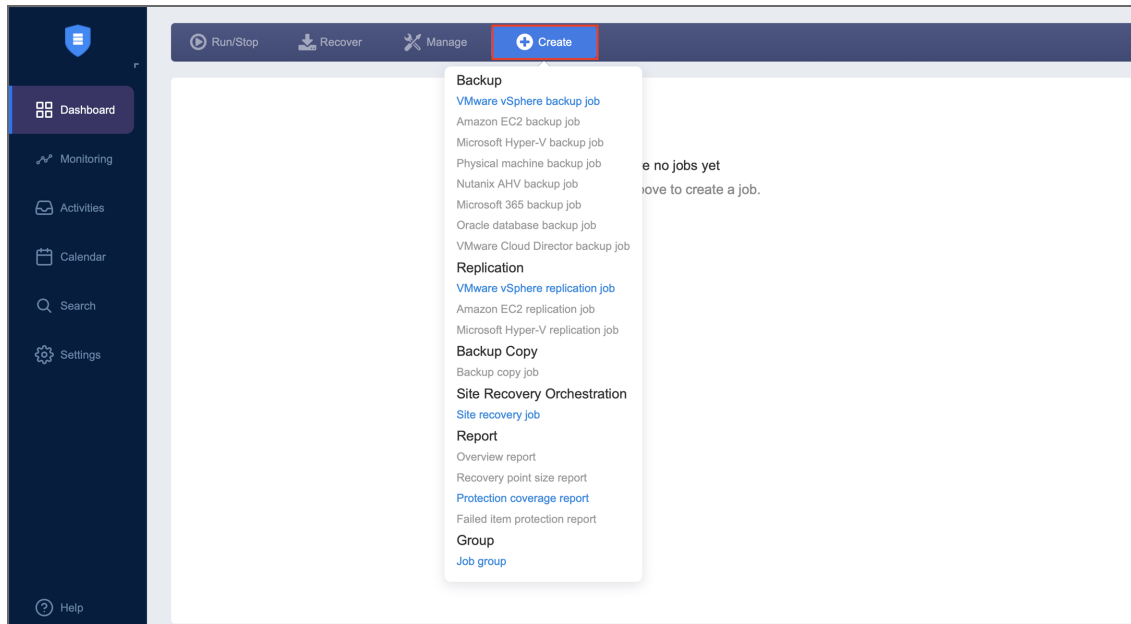 Run/Stop
Recover
Manage
Create
Dashboard
Monitoring
Activities
Calendar
Search
Settings
Help
Backup
VMware vSphere backup job
Amazon EC2 backup job
Microsoft Hyper-V backup job
Physical machine backup job
Nutanix AHV backup job
Microsoft 365 backup job
Oracle database backup job
VMware Cloud Director backup job
Replication
VMware vSphere replication job
Amazon EC2 replication job
Microsoft Hyper-V replication job
Backup Copy
Backup copy job
Site Recovery Orchestration
Site recovery job
Report
Overview report
Recovery point size report
Protection coverage report
Failed item protection report
Group
Job group
e no jobs yet
ove to create a job.